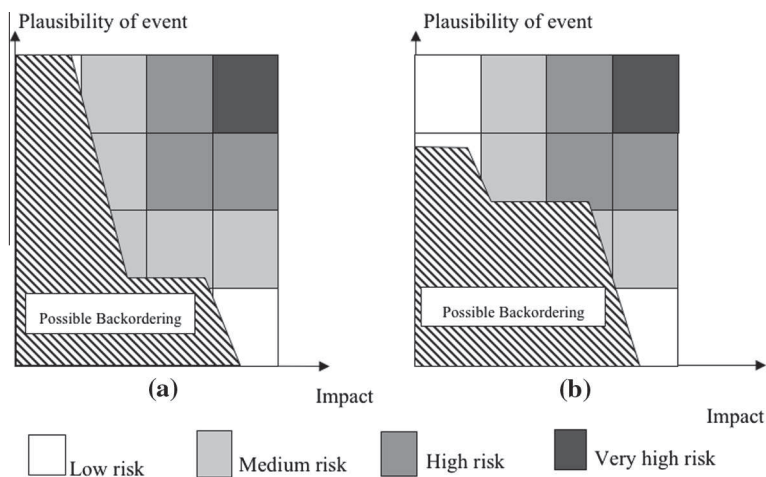 Plausibility of event
Plausibility of event
Possible Backordering
Possible Backordering
(a)
(b)
Impact
Impact
Low risk
Medium risk
High risk
Very high risk